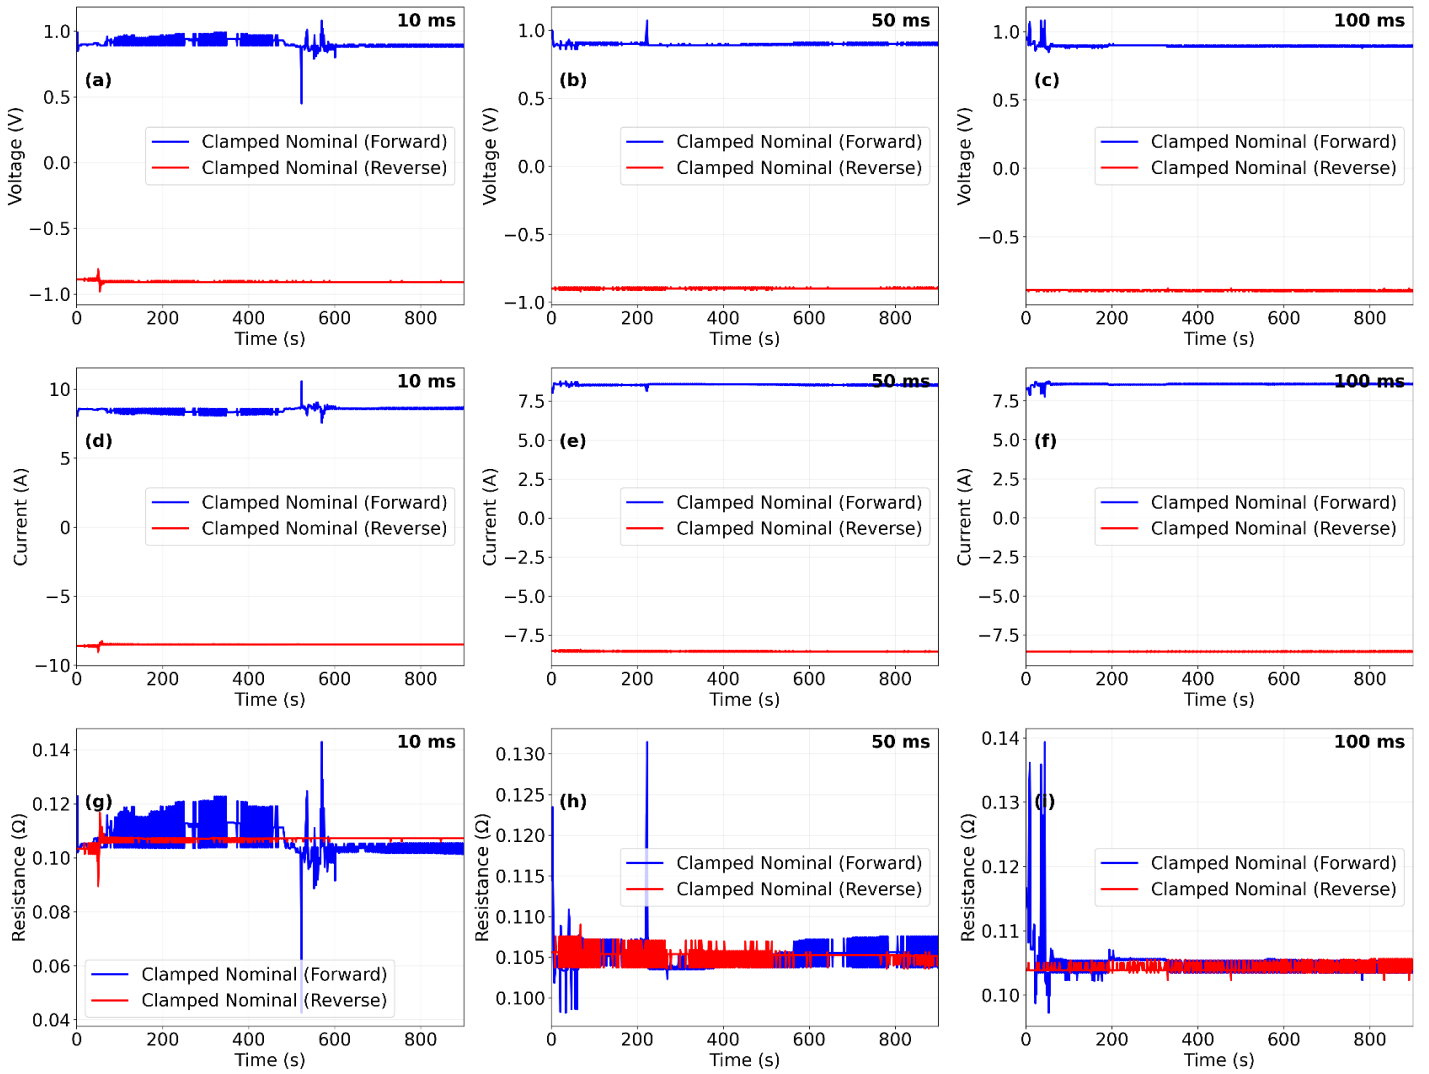 10 ms
(a)
Voltage (V)
1.0
0.5
0.0
−0.5
−1.0
Clamped Nominal (Forward)
Clamped Nominal (Reverse)
0 200 400 600 800
Time (s)
50 ms
(b)
Voltage (V)
1.0
0.5
0.0
−0.5
−1.0
Clamped Nominal (Forward)
Clamped Nominal (Reverse)
0 200 400 600 800
Time (s)
100 ms
(c)
Voltage (V)
1.0
0.5
0.0
−0.5
Clamped Nominal (Forward)
Clamped Nominal (Reverse)
0 200 400 600 800
Time (s)
10 ms
(d)
Current (A)
10
5
0
−5
−10
Clamped Nominal (Forward)
Clamped Nominal (Reverse)
0 200 400 600 800
Time (s)
50 ms
(e)
Current (A)
7.5
5.0
2.5
0.0
−2.5
−5.0
−7.5
Clamped Nominal (Forward)
Clamped Nominal (Reverse)
0 200 400 600 800
Time (s)
100 ms
(f)
Current (A)
7.5
5.0
2.5
0.0
−2.5
−5.0
−7.5
Clamped Nominal (Forward)
Clamped Nominal (Reverse)
0 200 400 600 800
Time (s)
10 ms
(g)
Resistance (Ω)
0.14
0.12
0.10
0.08
0.06
0.04
Clamped Nominal (Forward)
Clamped Nominal (Reverse)
0 200 400 600 800
Time (s)
50 ms
(h)
Resistance (Ω)
0.130
0.125
0.120
0.115
0.110
0.105
0.100
Clamped Nominal (Forward)
Clamped Nominal (Reverse)
0 200 400 600 800
Time (s)
100 ms
(i)
Resistance (Ω)
0.14
0.13
0.12
0.11
0.10
Clamped Nominal (Forward)
Clamped Nominal (Reverse)
0 200 400 600 800
Time (s)